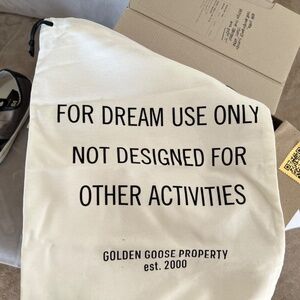 FOR DREAM USE ONLY
NOT DESIGNED FOR
OTHER ACTIVITIES
GOLDEN GOOSE PROPERTY
est. 2000